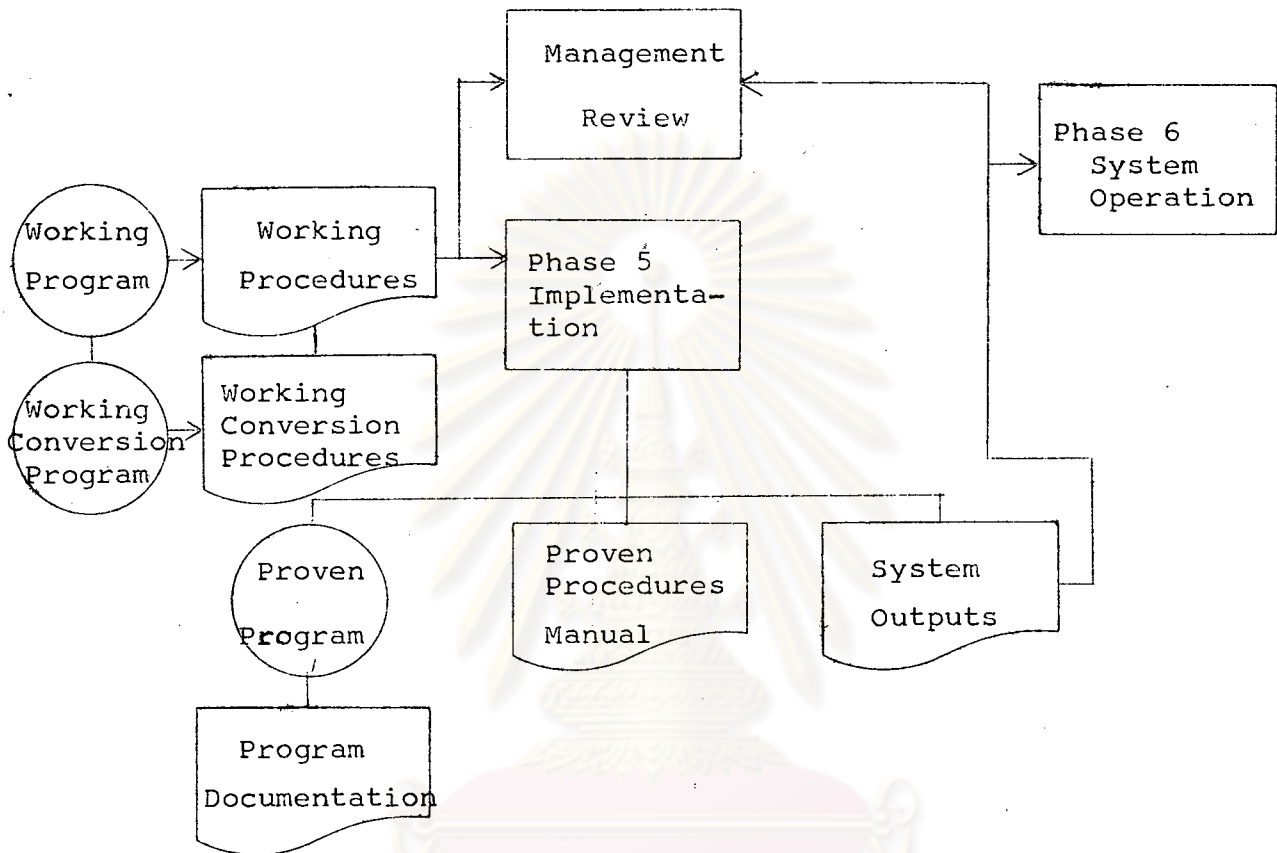 Management
Review
Phase 6
System
Operation
Working
Program
Working
Procedures
Phase 5
Implementa-
tion
Working
Conversion
Program
Working
Conversion
Procedures
Proven
Program
Proven
Procedures
Manual
System
Outputs
Program
Documentation